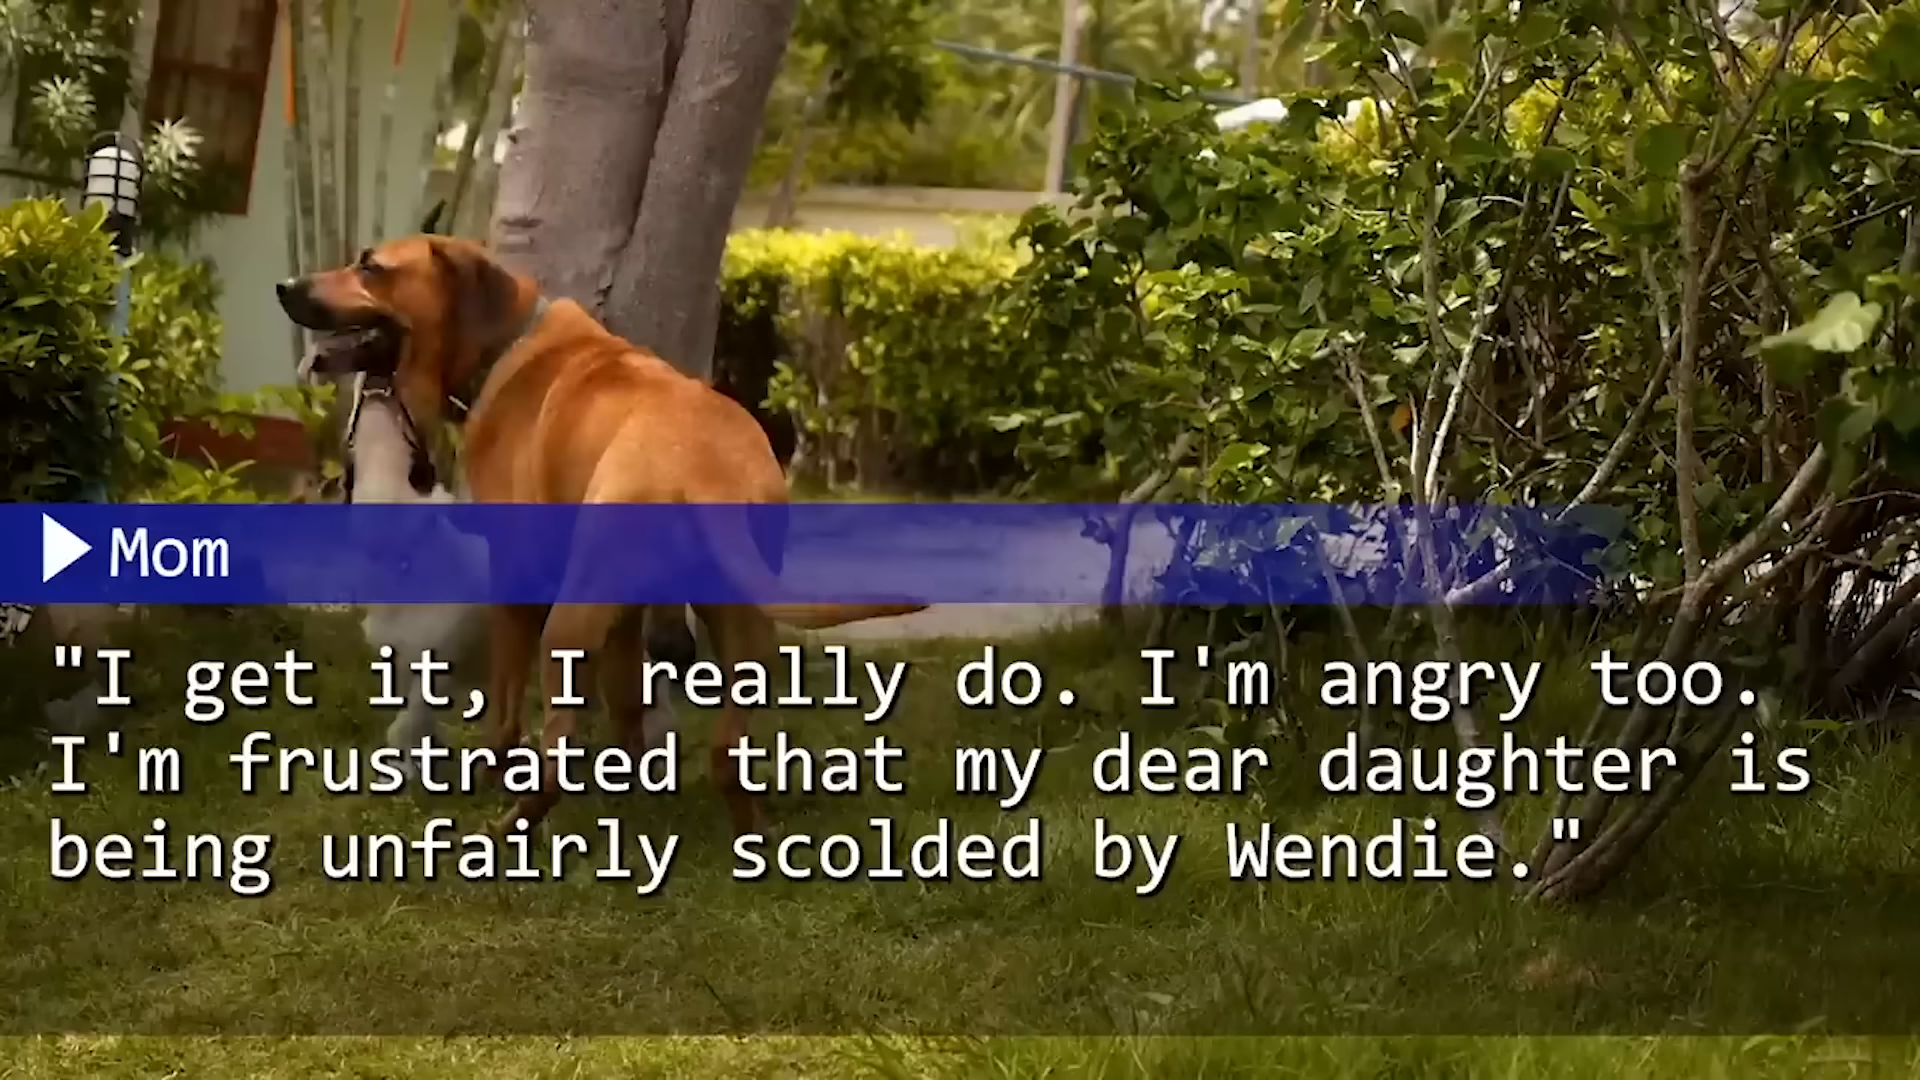 Mom
"I get it, I really do. I'm angry too.
I'm frustrated that my dear daughter is
being unfairly scolded by Wendie."